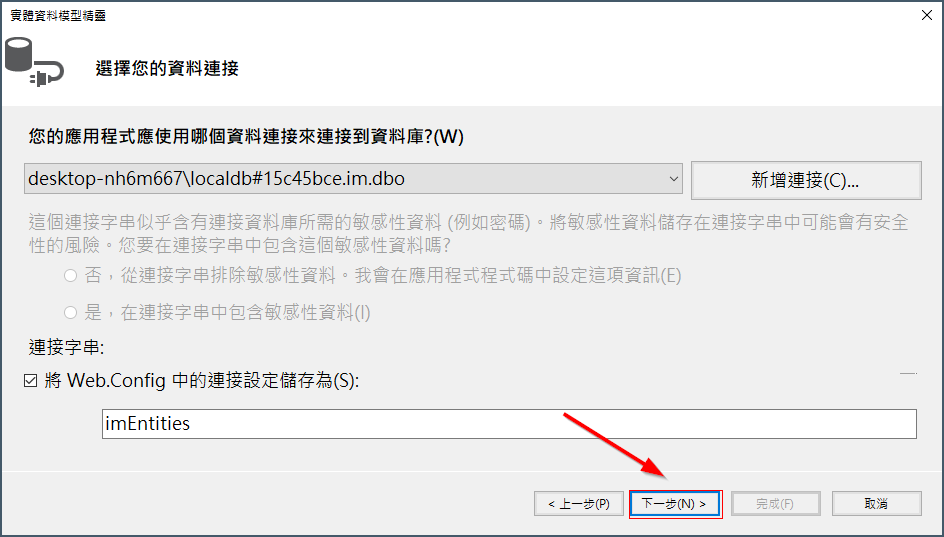 實體資料模型精靈
選擇您的資料連接
您的應用程式應使用哪個資料連接來連接到資料庫?(W)
desktop-nh6m667\localdb#15c45bce.im.dbo
新增連接(C)...
這個連接字串似乎含有連接資料庫所需的敏感性資料 (例如密碼)。將敏感性資料儲存在連接字串中可能會有安全
性的風險。您要在連接字串中包含這個敏感性資料嗎?
否，從連接字串排除敏感性資料。我會在應用程式程式碼中設定這項資訊(E)
是，在連接字串中包含敏感性資料(I)
連接字串:
將 Web.Config 中的連接設定儲存為(S):
imEntities
< 上一步(P)
下一步(N) >
完成(F)
取消